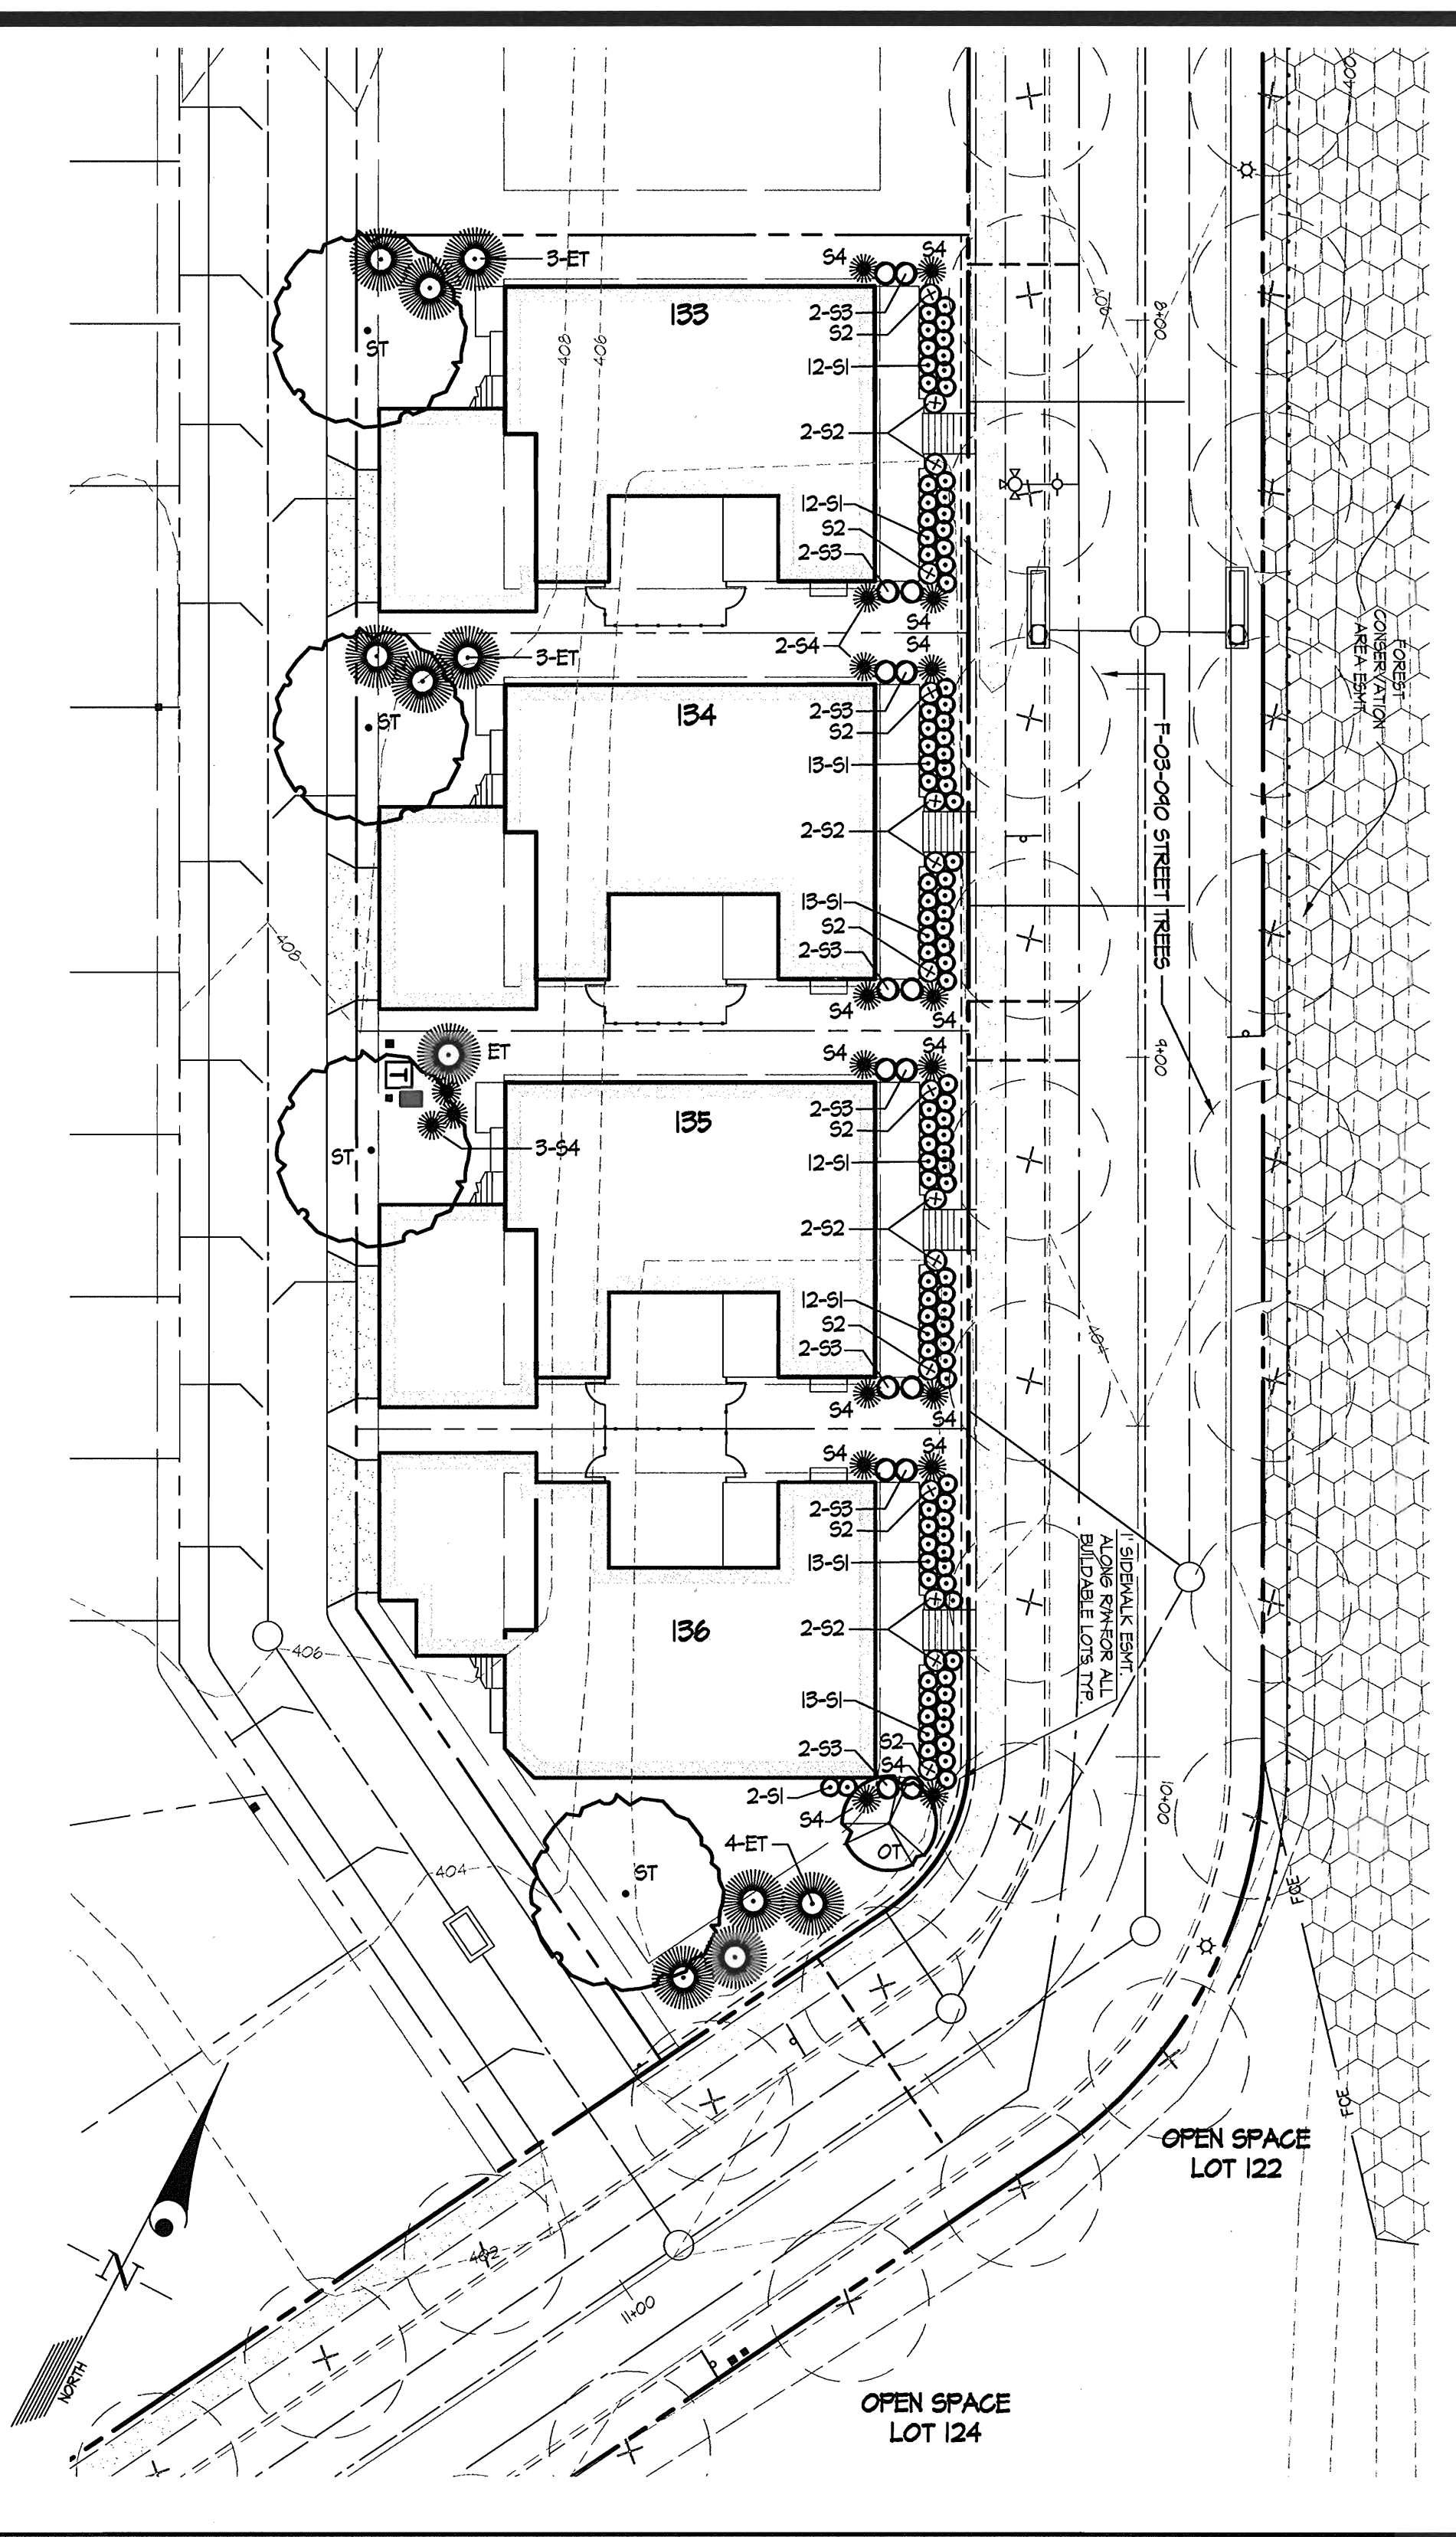 400
3-ET
S4
S4
133
2-S3
S2
ST
408
406
406
8+00
12-S1
2-S2
12-S1
S2
2-S3
S4
2-S4
S4
3-ET
FOREST
CONSERVATION
AREA ESMT
ST
134
2-S3
S2
F-03-090 STREET TREES
13-S1
2-S2
13-S1
S2
2-S3
408
S4
S4
ET
S4
S4
9+00
T
135
2-S3
S2
3-S4
ST
12-S1
2-S2
12-S1
S2
404
2-S3
S4
S4
S4
S4
2-S3
S2
1' SIDEWALK ESMT.
ALONG R/W FOR ALL
BUILDABLE LOTS TYP.
13-S1
136
2-S2
406
13-S1
S2
2-S3
S4
2-S1
S4
10+00
4-ET
OT
404
ST
FCE
FCE
OPEN SPACE
LOT 122
402
11+00
N
NORTH
OPEN SPACE
LOT 124